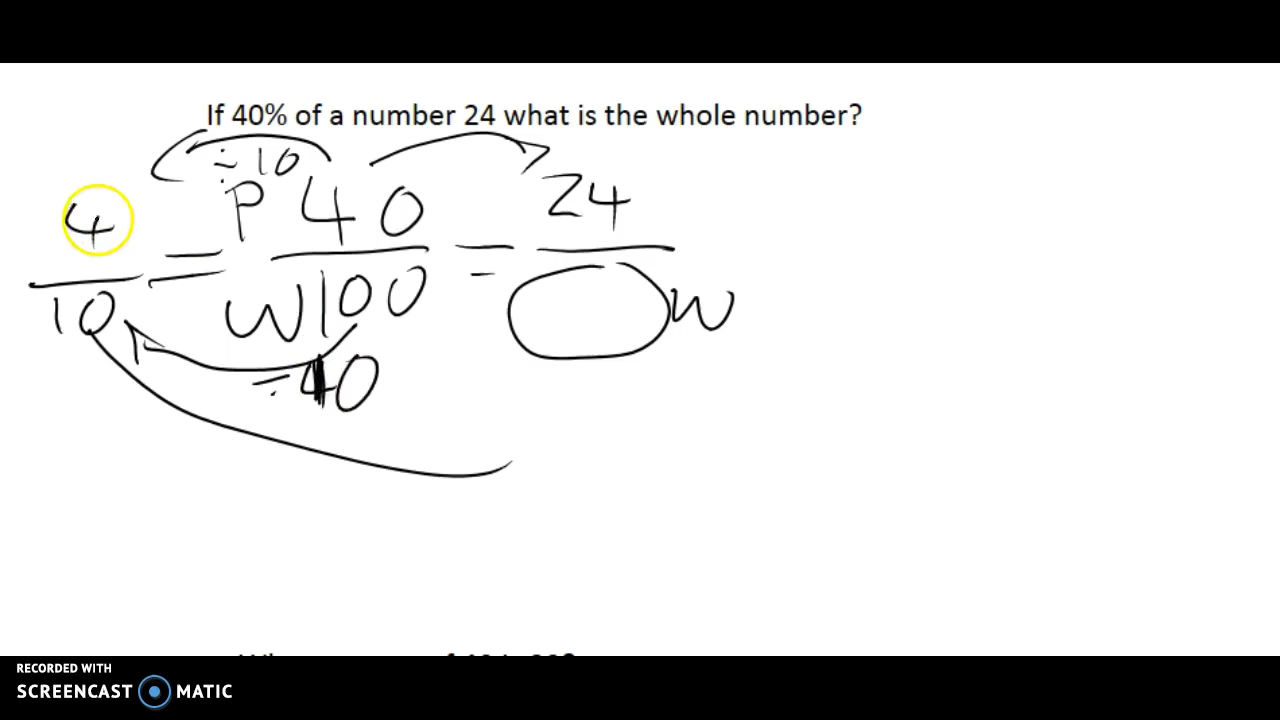 If 40% of a number 24 what is the whole number?
÷10
4/10 = P 40 / W 100 = 24 / W
÷10
RECORDED WITH
SCREENCAST MATIC